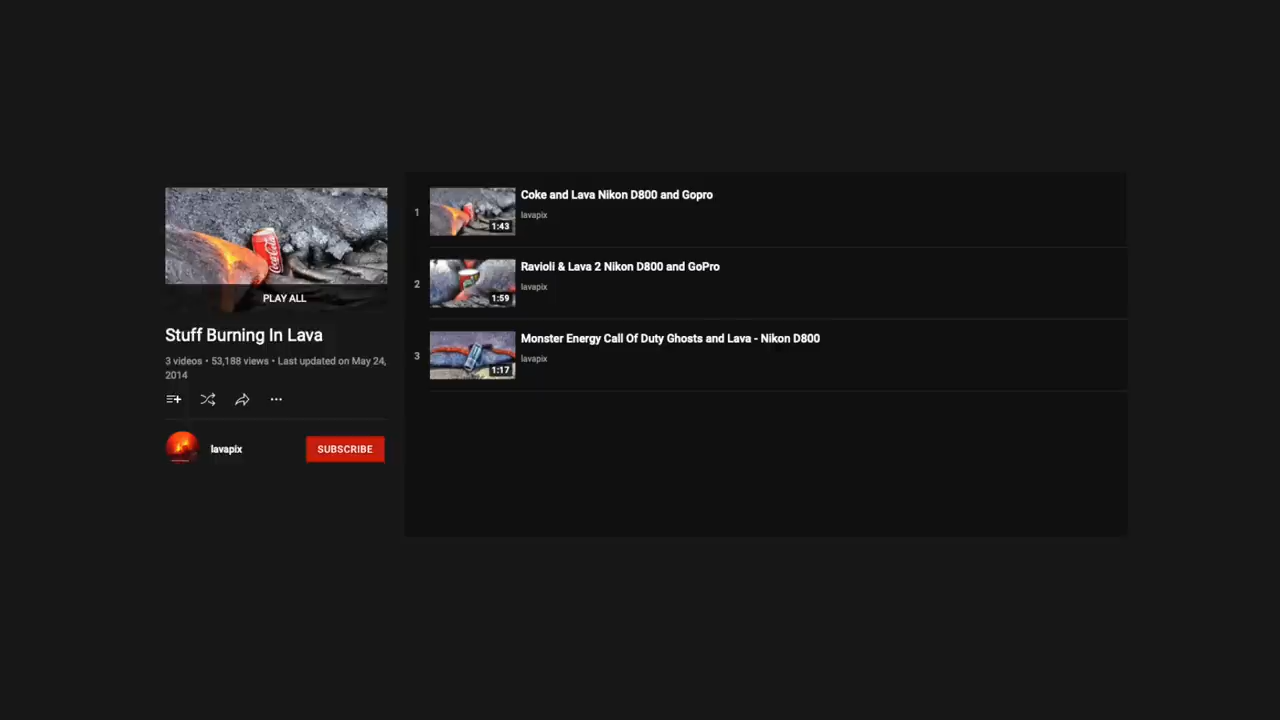 Coca-Cola
PLAY ALL
Stuff Burning In Lava
3 videos • 53,188 views • Last updated on May 24,
2014
lavapix
SUBSCRIBE
1
1:43
Coke and Lava Nikon D800 and Gopro
lavapix
2
1:59
Ravioli & Lava 2 Nikon D800 and GoPro
lavapix
3
1:17
Monster Energy Call Of Duty Ghosts and Lava - Nikon D800
lavapix